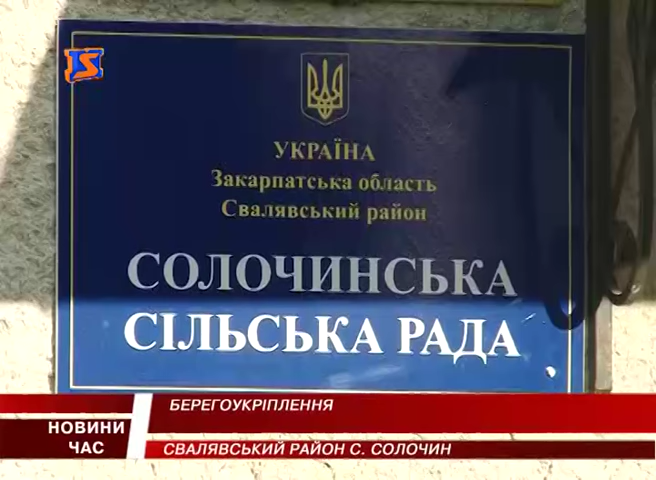 УКРАЇНА
Закарпатська область
Свалявський район
СОЛОЧИНСЬКА
СІЛЬСЬКА РАДА
БЕРЕГОУКРІПЛЕННЯ
НОВИНИ
ЧАС
СВАЛЯВСЬКИЙ РАЙОН С. СОЛОЧИН